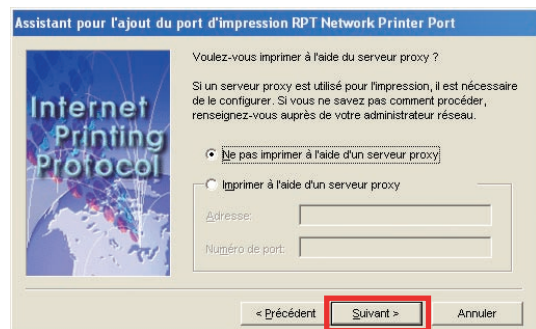 Assistant pour l'ajout du port d'impression RPT Network Printer Port
Internet
Printing
Protocol
Voulez-vous imprimer à l'aide du serveur proxy ?
Si un serveur proxy est utilisé pour l'impression, il est nécessaire
de le configurer. Si vous ne savez pas comment procéder,
renseignez-vous auprès de votre administrateur réseau.
Ne pas imprimer à l'aide d'un serveur proxy
Imprimer à l'aide d'un serveur proxy
Adresse:
Numéro de port:
< Précédent
Suivant >
Annuler